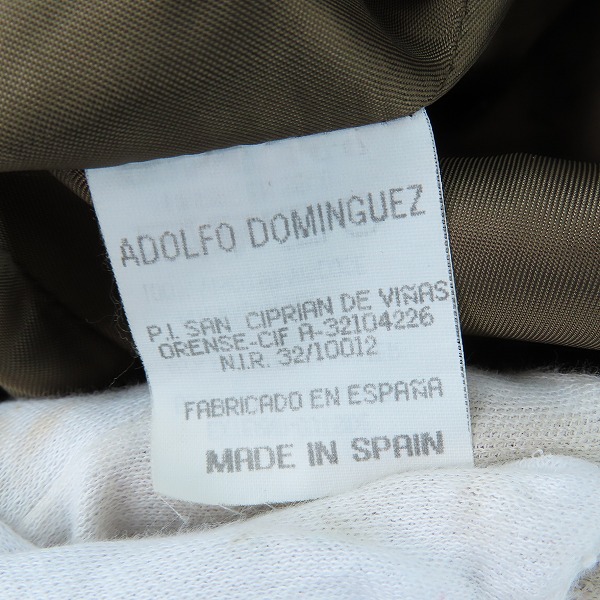 ADOLFO DOMINGUEZ
P.I. SAN CIPRIAN DE VIÑAS
ORENSE-CIF A-32104226
N.I.R. 32/10012
FABRICADO EN ESPAÑA
MADE IN SPAIN